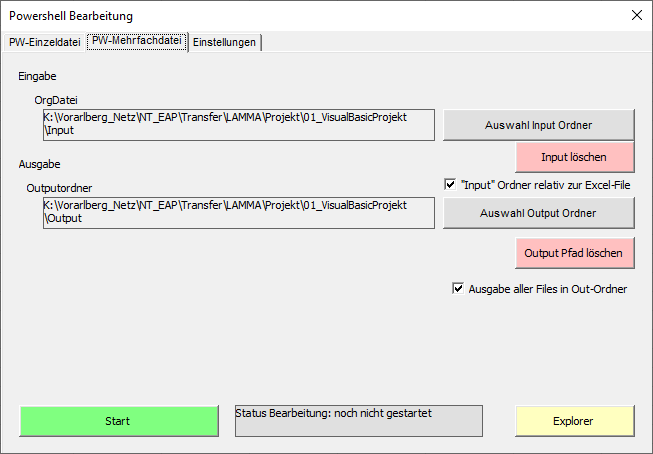 Powershell Bearbeitung
PW-Einzeldatei PW-Mehrfachdatei Einstellungen
Eingabe
OrgDatei
K:\Vorarlberg_Netz\NT_EAP\Transfer\LAMMA\Projekt\01_VisualBasicProjekt
\Input
Auswahl Input Ordner
Input löschen
Ausgabe
"Input" Ordner relativ zur Excel-File
Outputordner
K:\Vorarlberg_Netz\NT_EAP\Transfer\LAMMA\Projekt\01_VisualBasicProjekt
\Output
Auswahl Output Ordner
Output Pfad löschen
Ausgabe aller Files in Out-Ordner
Start
Status Bearbeitung: noch nicht gestartet
Explorer